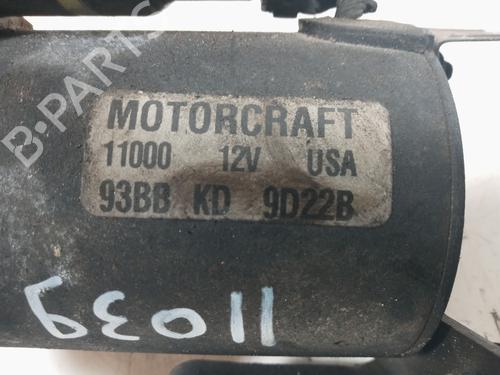 MOTORCRAFT
11000 12V USA
93BB KD 9D22B
11039
B-PARTS